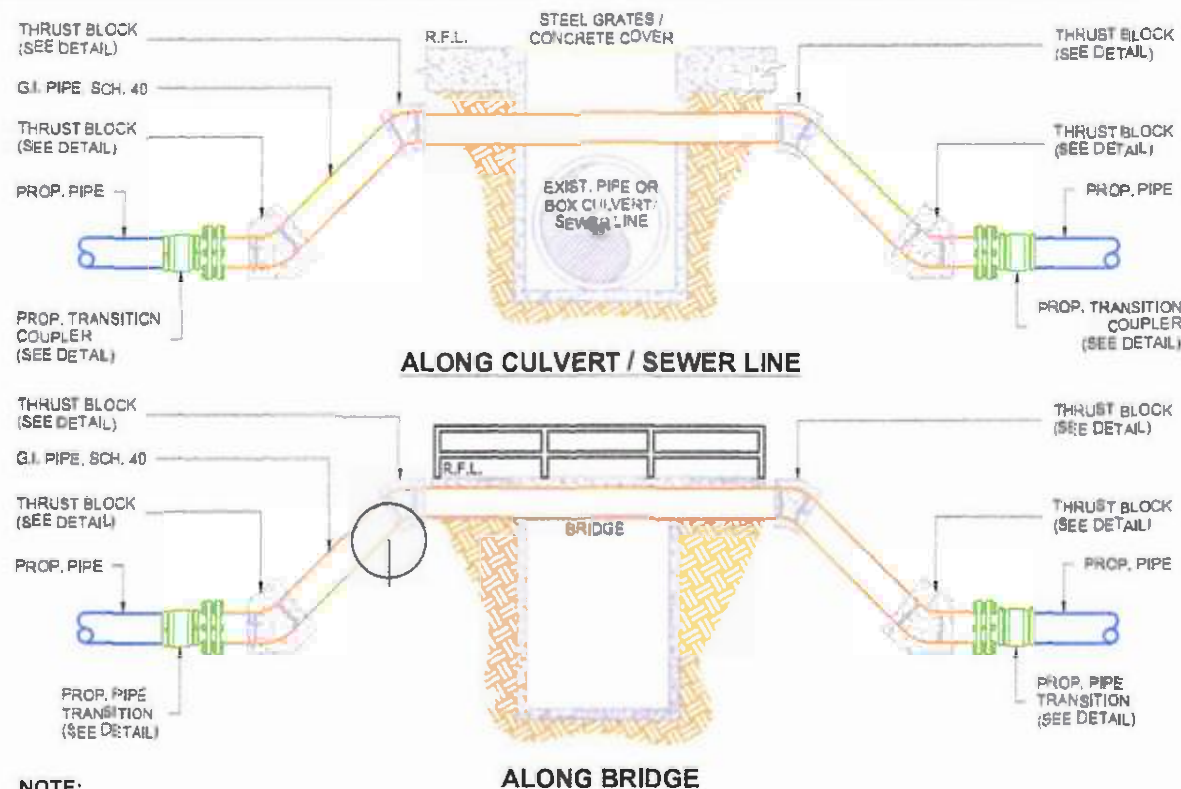 THRUST BLOCK
(SEE DETAIL)
R.F.L.
STEEL GRATES /
CONCRETE COVER
THRUST BLOCK
(SEE DETAIL)
G.I. PIPE SCH. 40
THRUST BLOCK
(SEE DETAIL)
THRUST BLOCK
(SEE DETAIL)
PROP. PIPE
EXIST. PIPE OR
BOX CULVERT/
SEWER LINE
PROP. PIPE
PROP. TRANSITION
COUPLER
(SEE DETAIL)
PROP. TRANSITION
COUPLER
(SEE DETAIL)
ALONG CULVERT / SEWER LINE
THRUST BLOCK
(SEE DETAIL)
THRUST BLOCK
(SEE DETAIL)
G.I. PIPE, SCH. 40
R.F.L.
THRUST BLOCK
(SEE DETAIL)
BRIDGE
THRUST BLOCK
(SEE DETAIL)
PROP. PIPE
PROP. PIPE
PROP. PIPE
TRANSITION
(SEE DETAIL)
PROP. PIPE
TRANSITION
(SEE DETAIL)
ALONG BRIDGE
NOTE: